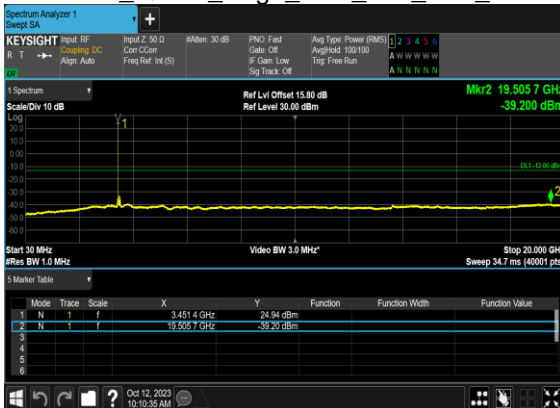 Spectrum Analyzer 1
Swept SA
+
KEYSIGHT Input: RF Input Z: 50 Ω #Atten: 30 dB PNO: Fast Avg Type: Power (RMS) 1 2 3 4 5 6
R T Coupling: DC Corr CCorr Gate: Off Avg|Hold: 100/100 A W W W W W
Align: Auto Freq Ref: Int (S) IF Gain: Low Trig: Free Run A N N N N N
LXI Sig Track: Off
1 Spectrum Ref Lvl Offset 15.80 dB Mkr2 19.505 7 GHz
Scale/Div 10 dB Ref Level 30.00 dBm -39.200 dBm
Log
20.0
10.0
0.00
-10.0
-20.0
-30.0
-40.0
-50.0
-60.0
1
DL1 -13.00 dBm
2
Start 30 MHz Video BW 3.0 MHz* Stop 20.000 GHz
#Res BW 1.0 MHz Sweep 34.7 ms (40001 pts)
5 Marker Table
Mode Trace Scale X Y Function Function Width Function Value
1 N 1 f 3.451 4 GHz 24.94 dBm
2 N 1 f 19.505 7 GHz -39.20 dBm
3
4
5
6
? Oct 12, 2023
10:10:35 AM